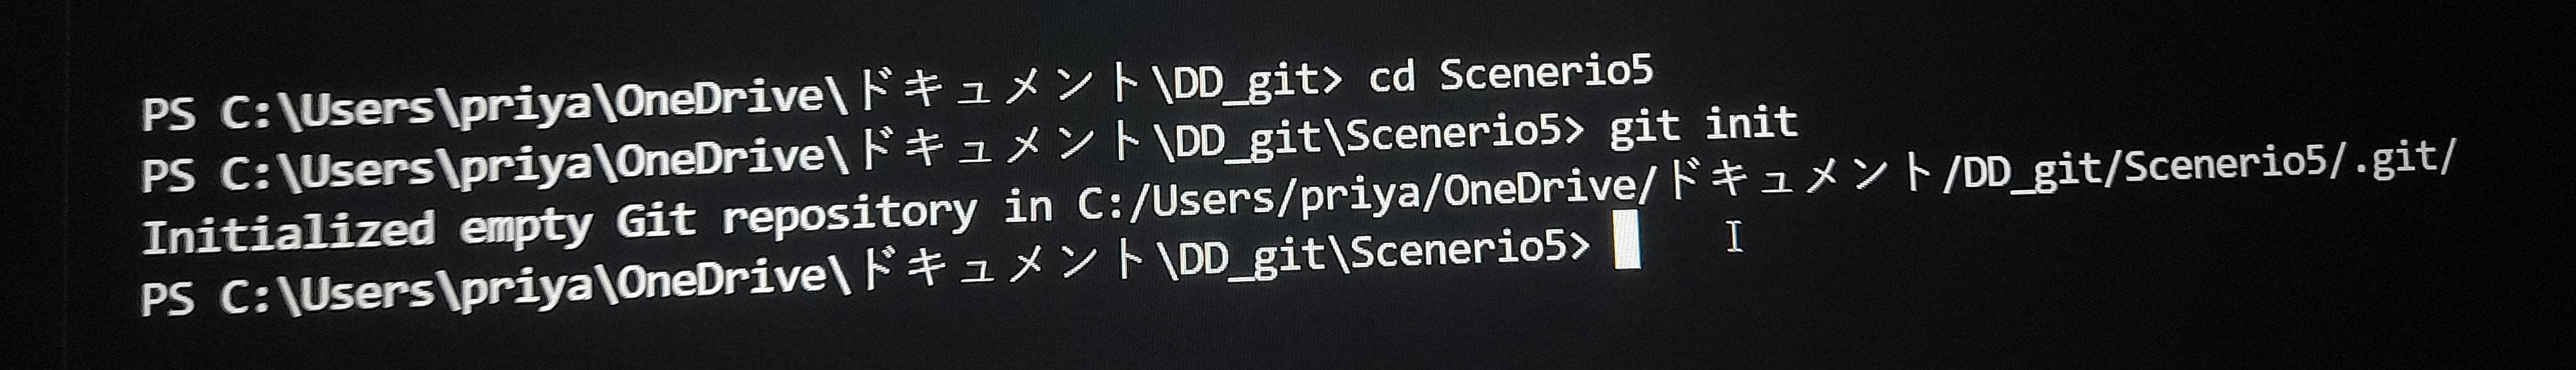 PS C:\Users\priya\OneDrive\ドキュメント\DD_git> cd Scenerio5
PS C:\Users\priya\OneDrive\ドキュメント\DD_git\Scenerio5> git init
Initialized empty Git repository in C:/Users/priya/OneDrive/ドキュメント/DD_git/Scenerio5/.git/
PS C:\Users\priya\OneDrive\ドキュメント\DD_git\Scenerio5>